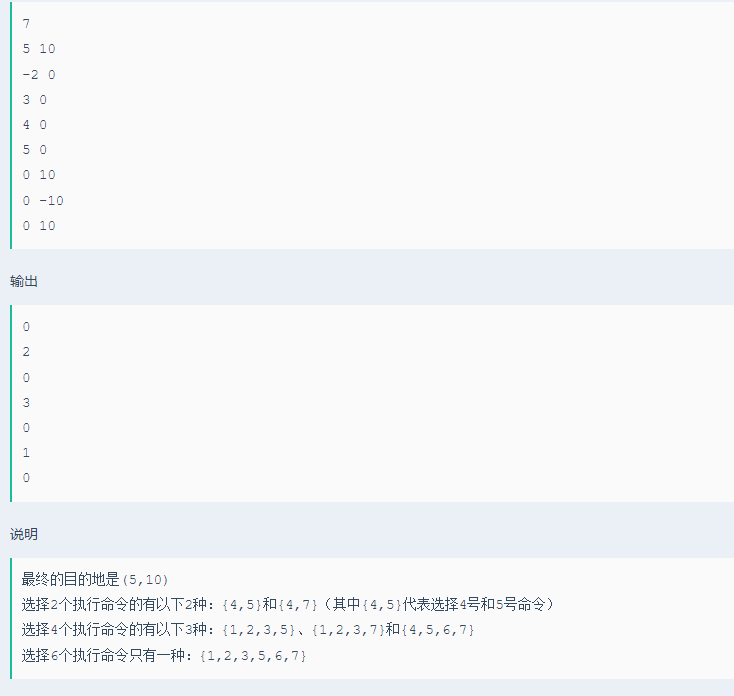 7
5 10
-2 0
3 0
4 0
5 0
0 10
0 -10
0 10
输出
0
2
0
3
0
1
0
说明
最终的目的地是(5,10)
选择2个执行命令的有以下2种：{4,5}和{4,7}（其中{4,5}代表选择4号和5号命令）
选择4个执行命令的有以下3种：{1,2,3,5}、{1,2,3,7}和{4,5,6,7}
选择6个执行命令只有一种：{1,2,3,5,6,7}